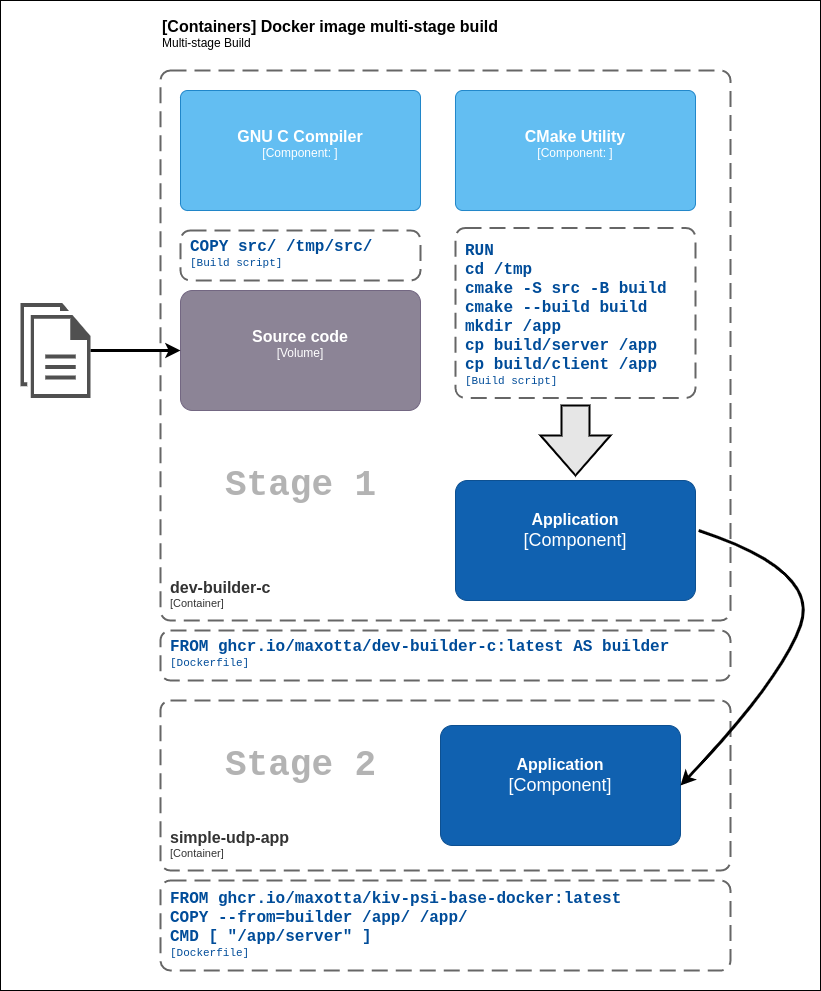 [Containers] Docker image multi-stage build
Multi-stage Build
GNU C Compiler
[Component: ]
CMake Utility
[Component: ]
COPY src/ /tmp/src/
[Build script]
Source code
[Volume]
RUN
cd /tmp
cmake -S src -B build
cmake --build build
mkdir /app
cp build/server /app
cp build/client /app
[Build script]
Stage 1
Application
[Component]
dev-builder-c
[Container]
FROM ghcr.io/maxotta/dev-builder-c:latest AS builder
[Dockerfile]
Stage 2
Application
[Component]
simple-udp-app
[Container]
FROM ghcr.io/maxotta/kiv-psi-base-docker:latest
COPY --from=builder /app/ /app/
CMD [ "/app/server" ]
[Dockerfile]